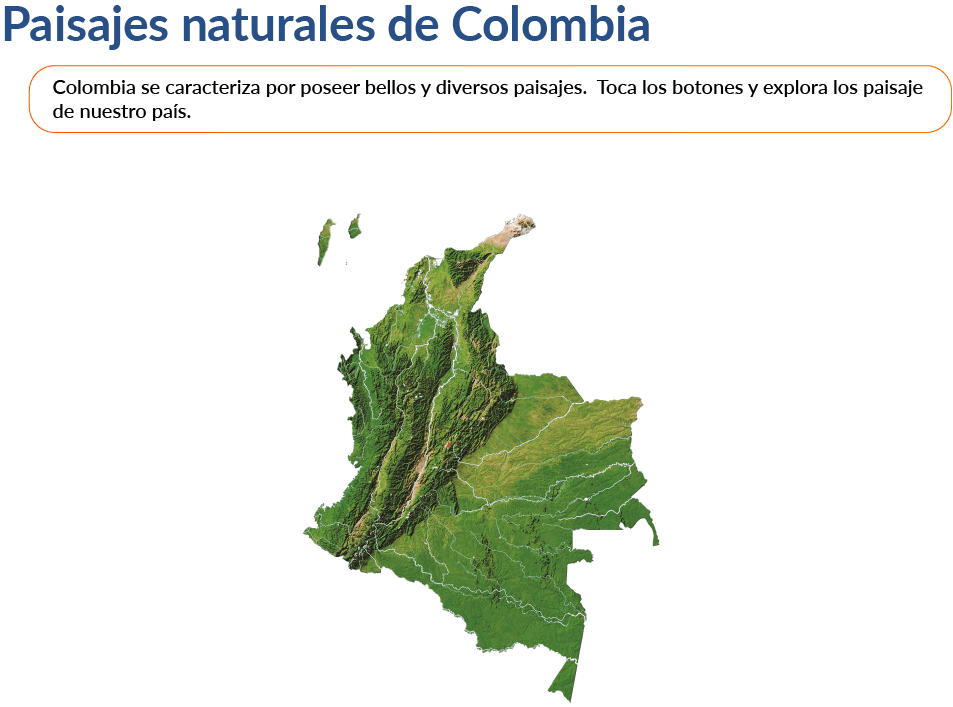 Paisajes naturales de Colombia
Colombia se caracteriza por poseer bellos y diversos paisajes. Toca los botones y explora los paisaje
de nuestro país.